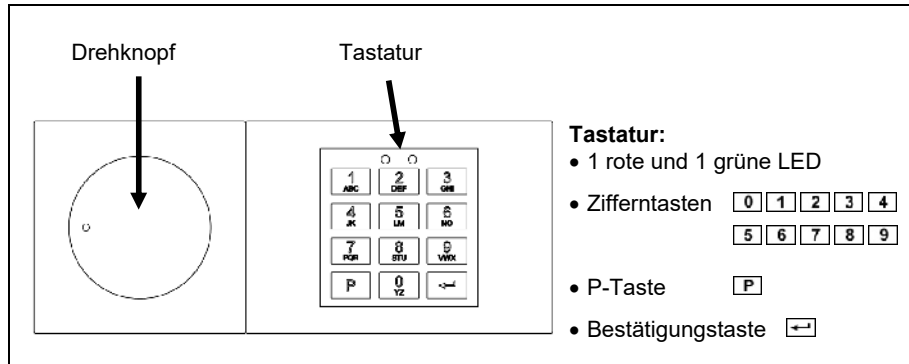 Drehknopf Tastatur
1 2 3
ABC DEF GHI
4 5 6
JK LM NO
7 8 9
PQR STU VWX
P 0
YZ
Tastatur:
• 1 rote und 1 grüne LED
• Zifferntasten 0 1 2 3 4
5 6 7 8 9
• P-Taste P
• Bestätigungstaste